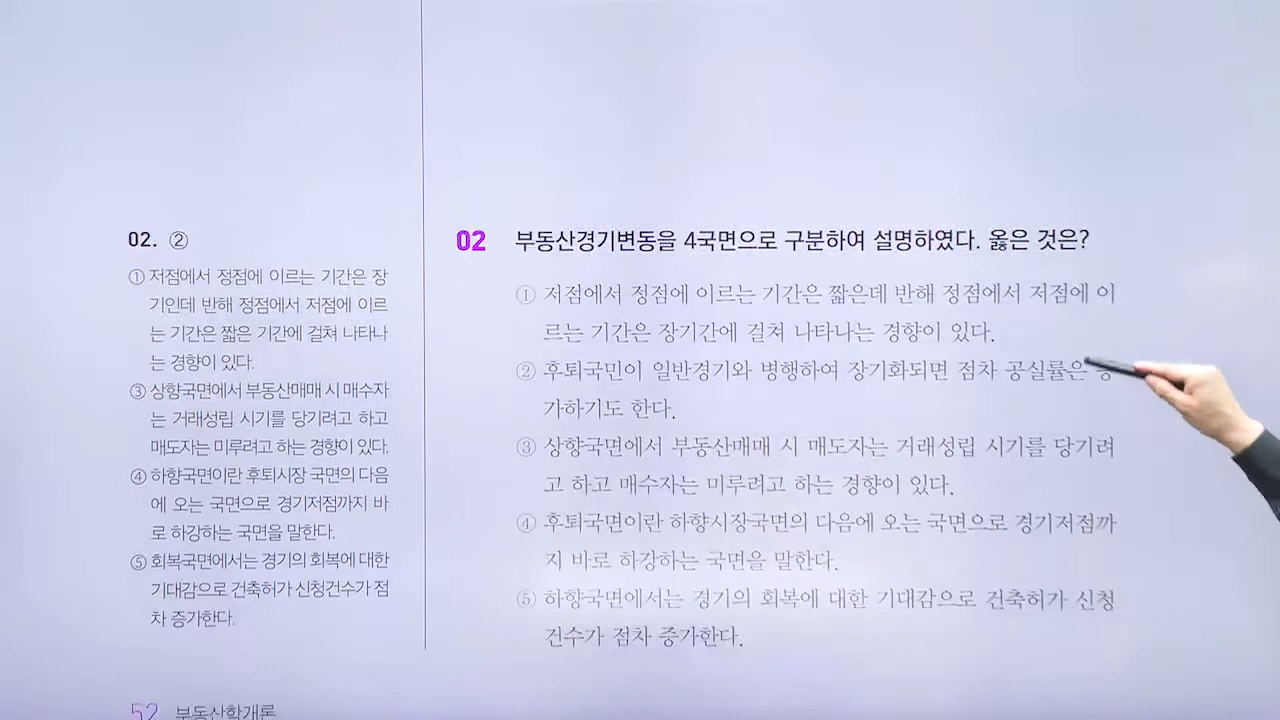 02. ②
① 저점에서 정점에 이르는 기간은 장
기인데 반해 정점에서 저점에 이르
는 기간은 짧은 기간에 걸쳐 나타나
는 경향이 있다.
③ 상향국면에서 부동산매매 시 매수자
는 거래성립 시기를 당기려고 하고
매도자는 미루려고 하는 경향이 있다.
④ 하향국면이란 후퇴시장 국면의 다음
에 오는 국면으로 경기저점까지 바
로 하강하는 국면을 말한다.
⑤ 회복국면에서는 경기의 회복에 대한
기대감으로 건축허가 신청건수가 점
차 증가한다.
52 부동산학개론
02 부동산경기변동을 4국면으로 구분하여 설명하였다. 옳은 것은?
① 저점에서 정점에 이르는 기간은 짧은데 반해 정점에서 저점에 이
르는 기간은 장기간에 걸쳐 나타나는 경향이 있다.
② 후퇴국민이 일반경기와 병행하여 장기화되면 점차 공실률은
가하기도 한다.
③ 상향국면에서 부동산매매 시 매도자는 거래성립 시기를 당기려
고 하고 매수자는 미루려고 하는 경향이 있다.
④ 후퇴국면이란 하향시장국면의 다음에 오는 국면으로 경기저점까
지 바로 하강하는 국면을 말한다.
⑤ 하향국면에서는 경기의 회복에 대한 기대감으로 건축허가 신청
건수가 점차 증가한다.